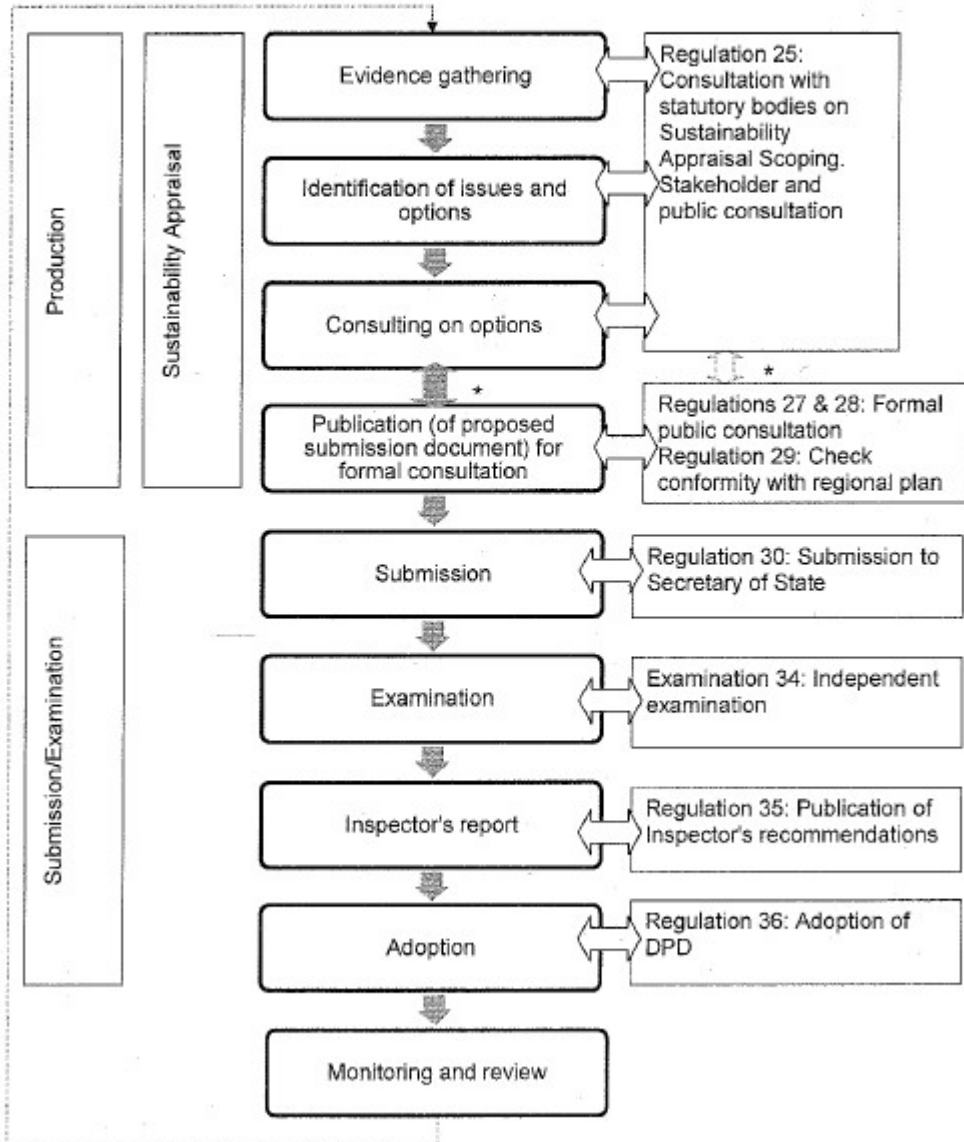 Production
Sustainability Appraisal
Evidence gathering
Regulation 25:
Consultation with
statutory bodies on
Sustainability
Appraisal Scoping.
Stakeholder and
public consultation
Identification of issues and
options
Consulting on options
*
*
Publication (of proposed
submission document) for
formal consultation
Regulations 27 & 28: Formal
public consultation
Regulation 29: Check
conformity with regional plan
Submission/Examination
Submission
Regulation 30: Submission to
Secretary of State
Examination
Examination 34: Independent
examination
Inspector's report
Regulation 35: Publication of
Inspector's recommendations
Adoption
Regulation 36: Adoption of
DPD
Monitoring and review